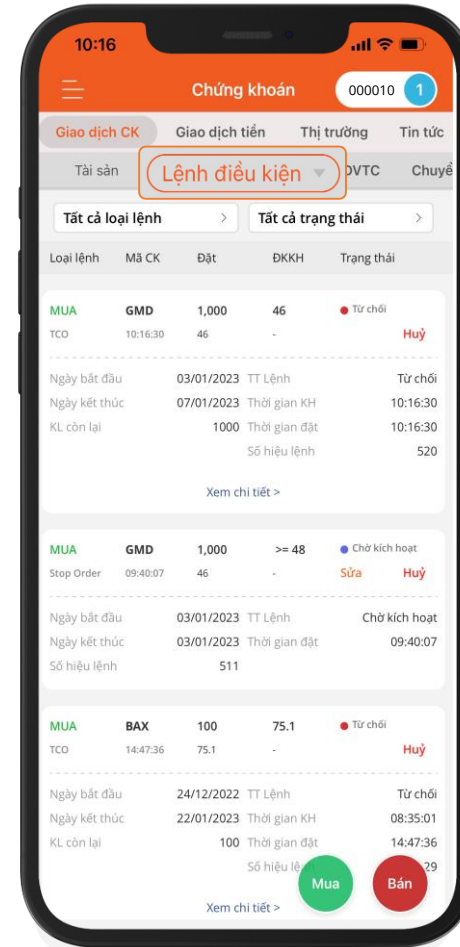 10:16
Chứng khoán
000010 1
Giao dịch CK Giao dịch tiền Thị trường Tin tức
Tài sản Lệnh điều kiện DVTC Chuyể
Tất cả loại lệnh > Tất cả trạng thái >
Loại lệnh Mã CK Đặt ĐKKH Trạng thái
MUA GMD 1,000 46 Từ chối
TCO 10:16:30 46 - Huỷ
Ngày bắt đầu 03/01/2023 TT Lệnh Từ chối
Ngày kết thúc 07/01/2023 Thời gian KH 10:16:30
KL còn lại 1000 Thời gian đặt 10:16:30
Số hiệu lệnh 520
Xem chi tiết >
MUA GMD 1,000 >= 48 Chờ kích hoạt
Stop Order 09:40:07 46 - Sửa Huỷ
Ngày bắt đầu 03/01/2023 TT Lệnh Chờ kích hoạt
Ngày kết thúc 03/01/2023 Thời gian đặt 09:40:07
Số hiệu lệnh 511
MUA BAX 100 75.1 Từ chối
TCO 14:47:36 75.1 - Huỷ
Ngày bắt đầu 24/12/2022 TT Lệnh Từ chối
Ngày kết thúc 22/01/2023 Thời gian KH 08:35:01
KL còn lại 100 Thời gian đặt 14:47:36
Số hiệu 29
Mua Bán
Xem chi tiết >